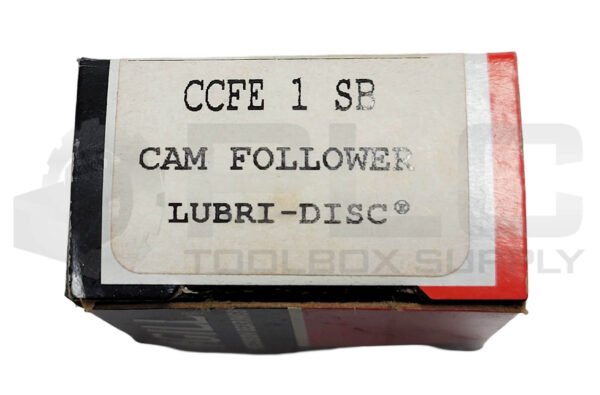 CCFE 1 SB
CAM FOLLOWER
LUBRI-DISC®
PLC
TOOLBOX SUPPLY